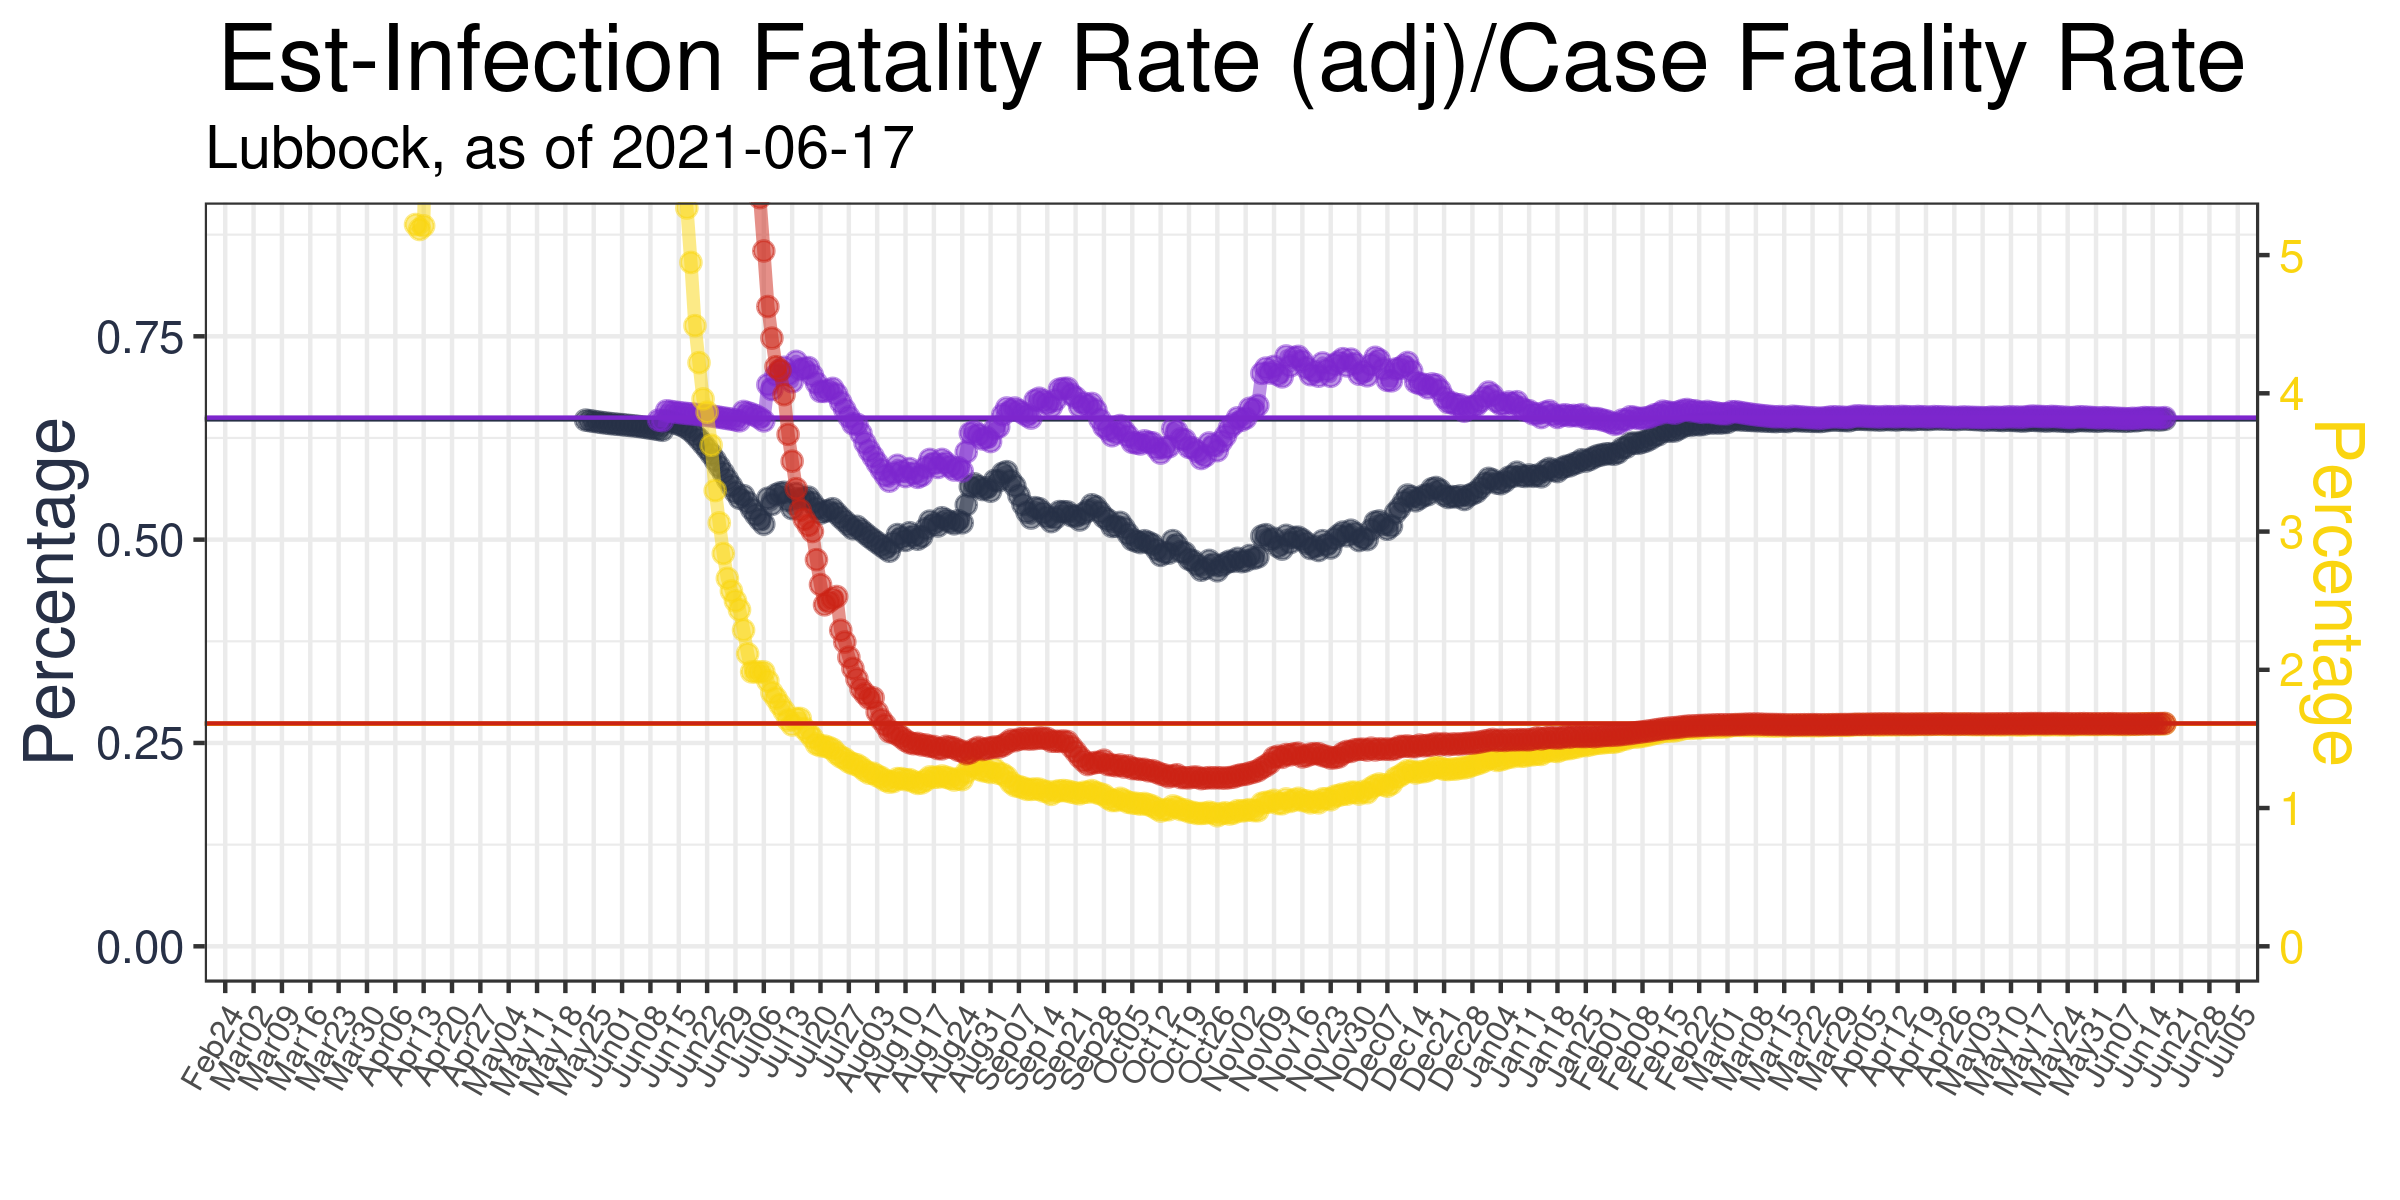 Est-Infection Fatality Rate (adj)/Case Fatality Rate
Lubbock, as of 2021-06-17
Percentage
0.75
0.50
0.25
0.00
5
4
3
2
1
0
Percentage
Feb24
Mar02
Mar09
Mar16
Mar23
Mar30
Apr06
Apr13
Apr20
Apr27
May04
May11
May18
May25
Jun01
Jun08
Jun15
Jun22
Jun29
Jul06
Jul13
Jul20
Jul27
Aug03
Aug10
Aug17
Aug24
Aug31
Sep07
Sep14
Sep21
Sep28
Oct05
Oct12
Oct19
Oct26
Nov02
Nov09
Nov16
Nov23
Nov30
Dec07
Dec14
Dec21
Dec28
Jan04
Jan11
Jan18
Jan25
Feb01
Feb08
Feb15
Feb22
Mar01
Mar08
Mar15
Mar22
Mar29
Apr05
Apr12
Apr19
Apr26
May03
May10
May17
May24
May31
Jun07
Jun14
Jun21
Jun28
Jul05